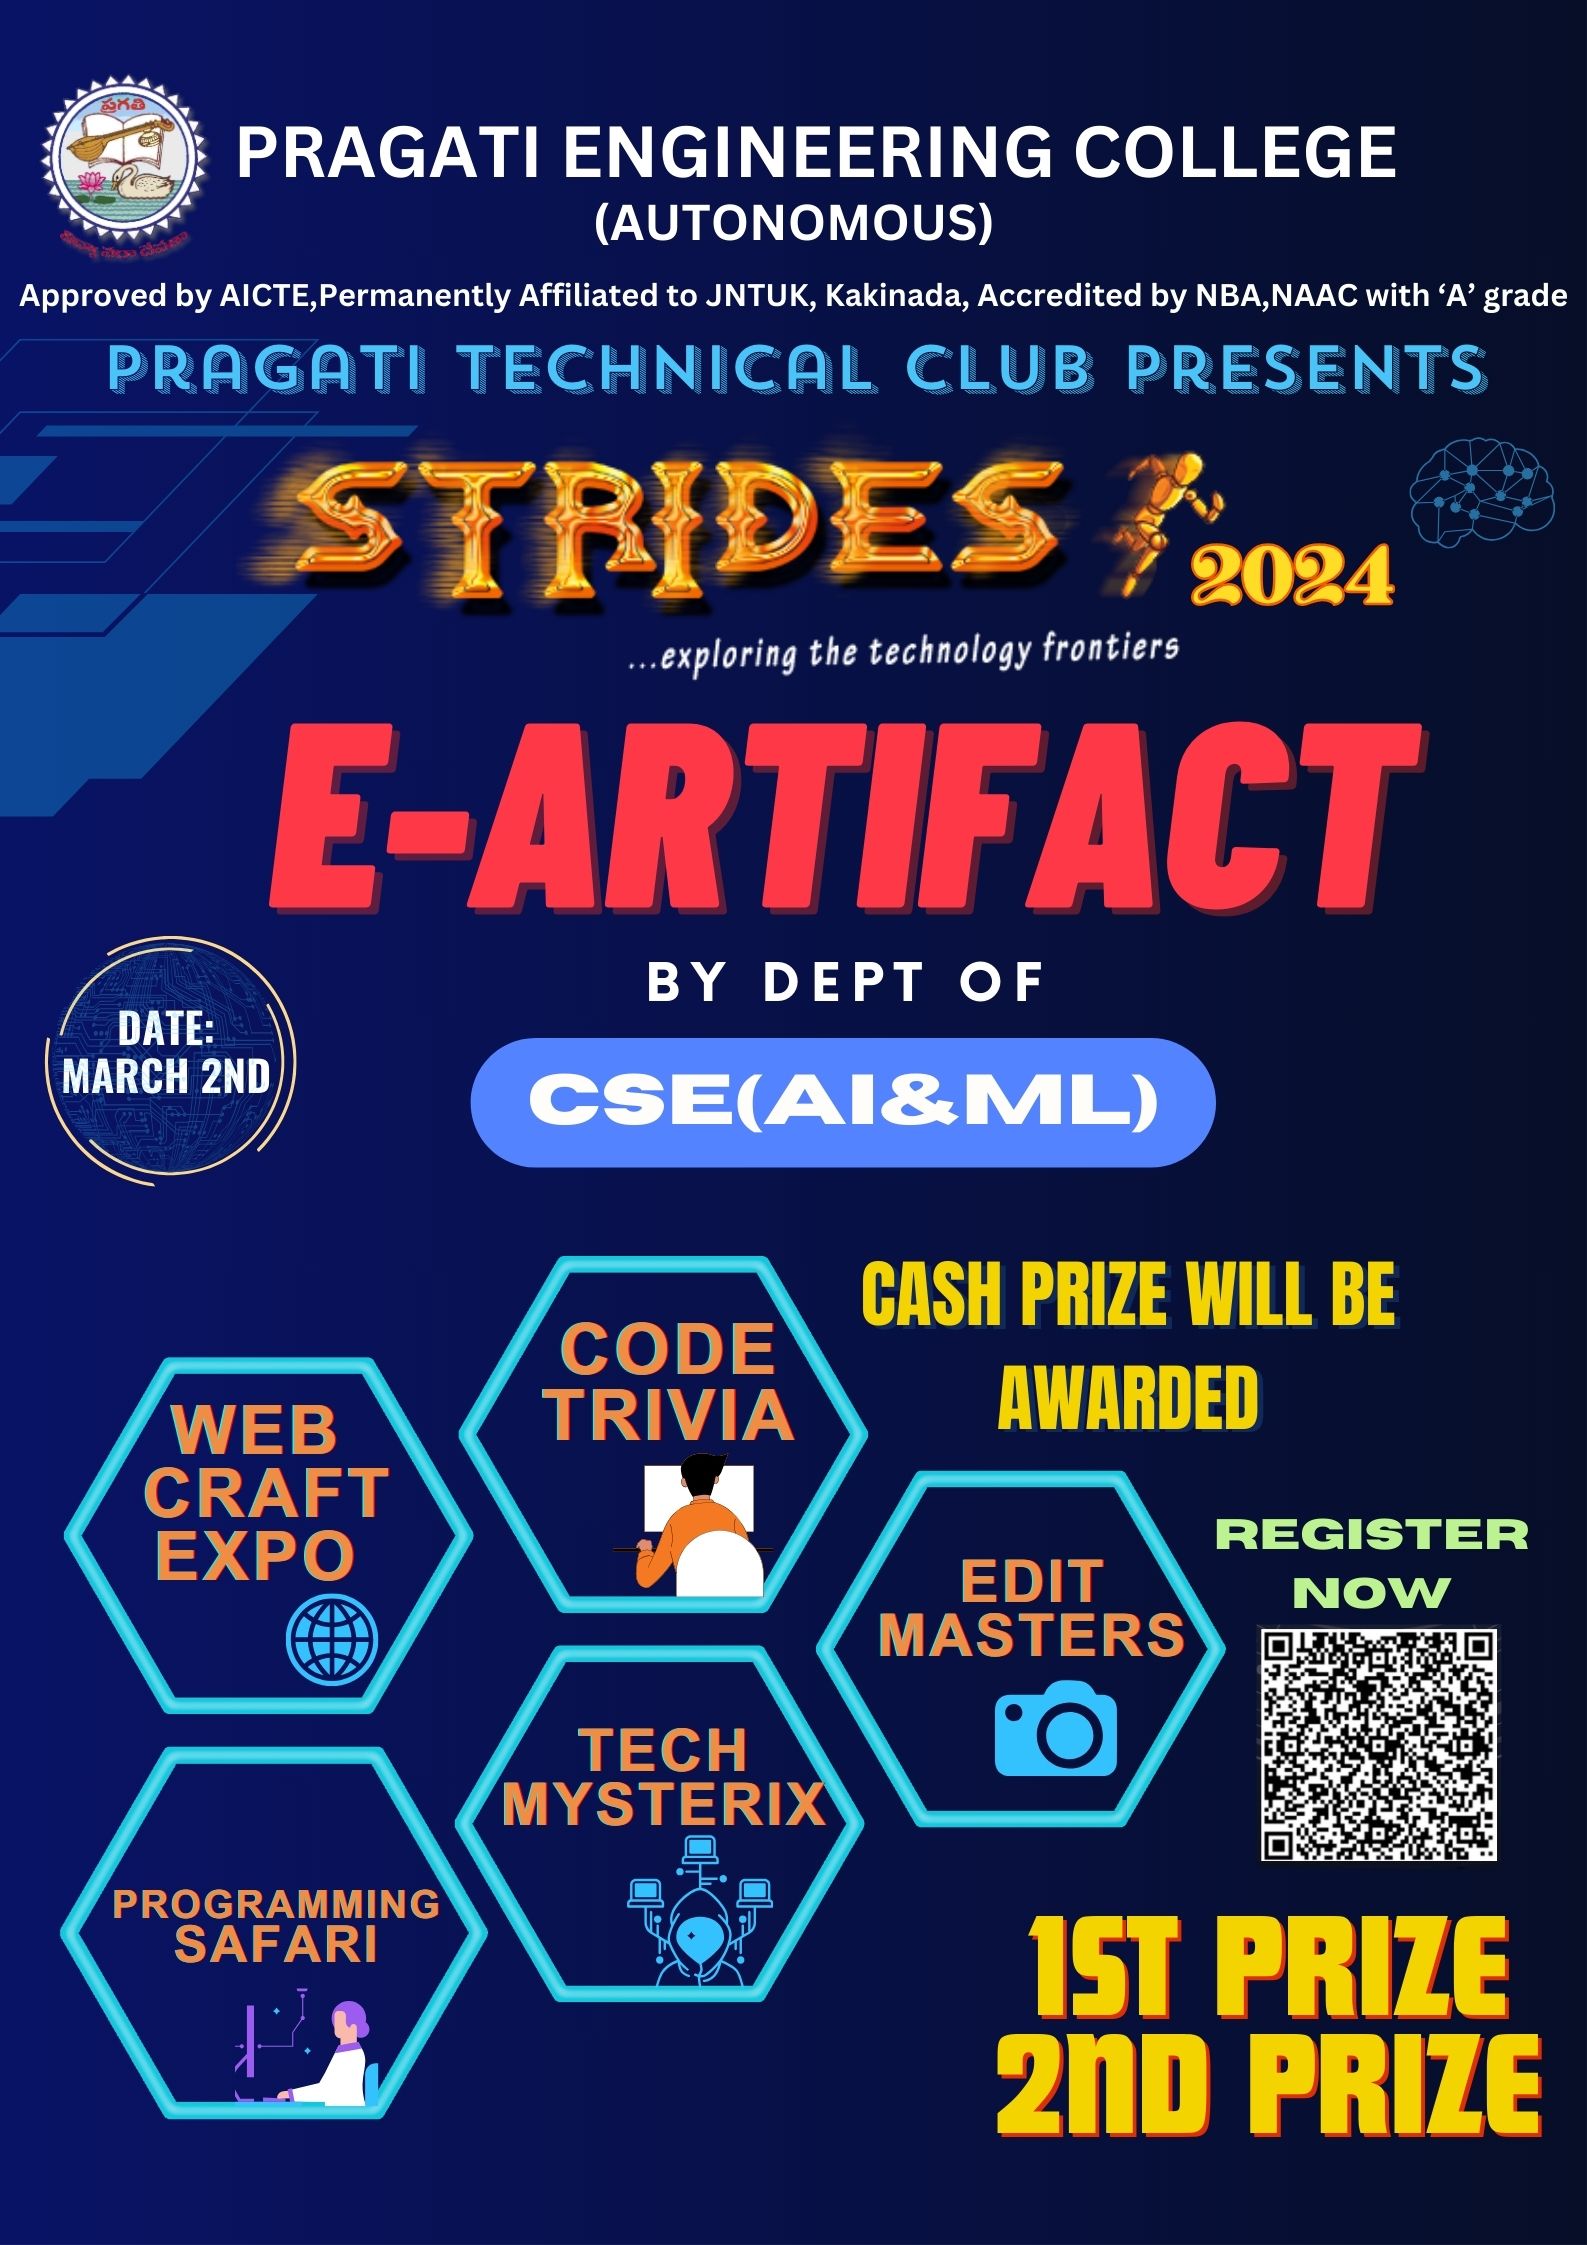 ప్రగతి
PRAGATI ENGINEERING COLLEGE
(AUTONOMOUS)
Approved by AICTE,Permanently Affiliated to JNTUK, Kakinada, Accredited by NBA,NAAC with ‘A’ grade
PRAGATI TECHNICAL CLUB PRESENTS
STRIDES
2024
...exploring the technology frontiers
E-ARTIFACT
BY DEPT OF
CSE(AI&ML)
DATE:
MARCH 2ND
CASH PRIZE WILL BE
AWARDED
CODE
TRIVIA
WEB
CRAFT
EXPO
EDIT
MASTERS
REGISTER
NOW
TECH
MYSTERIX
PROGRAMMING
SAFARI
1ST PRIZE
2ND PRIZE